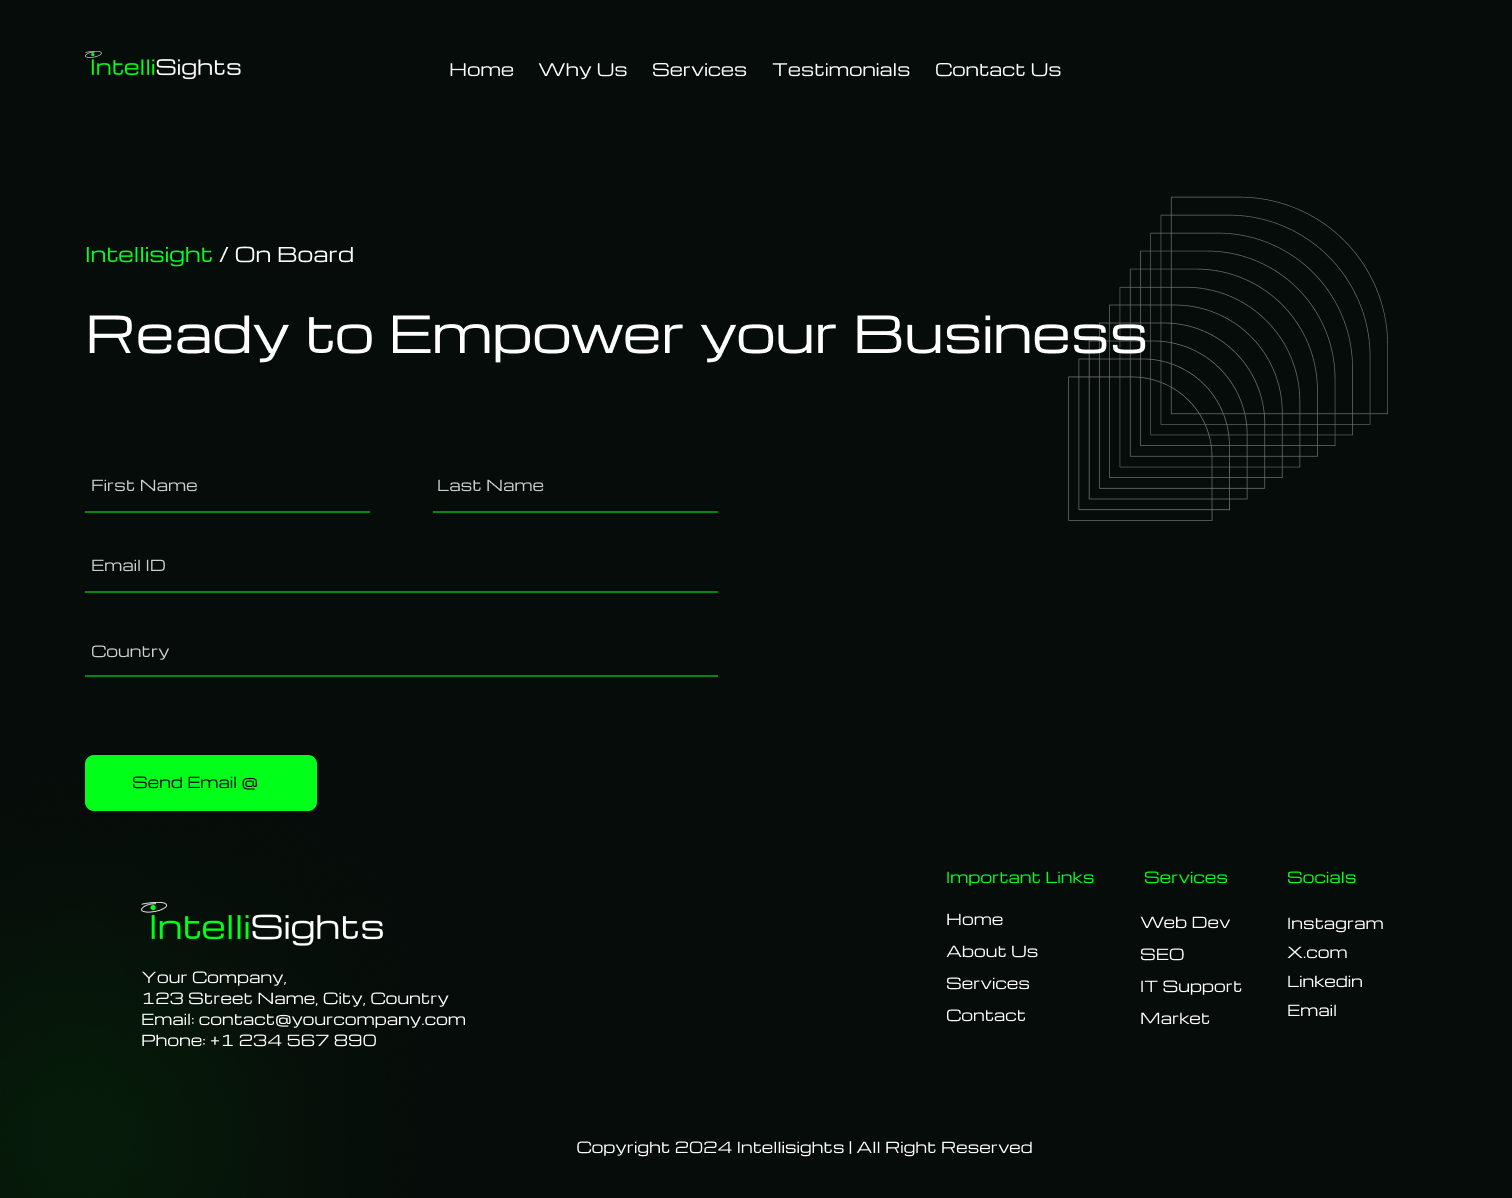 IntelliSights
Home Why Us Services Testimonials Contact Us
Intellisight / On Board
Ready to Empower your Business
First Name Last Name
Email ID
Country
Send Email @
IntelliSights
Your Company,
123 Street Name, City, Country
Email: contact@yourcompany.com
Phone: +1 234 567 890
Important Links
Home
About Us
Services
Contact
Services
Web Dev
SEO
IT Support
Market
Socials
Instagram
X.com
Linkedin
Email
Copyright 2024 Intellisights | All Right Reserved